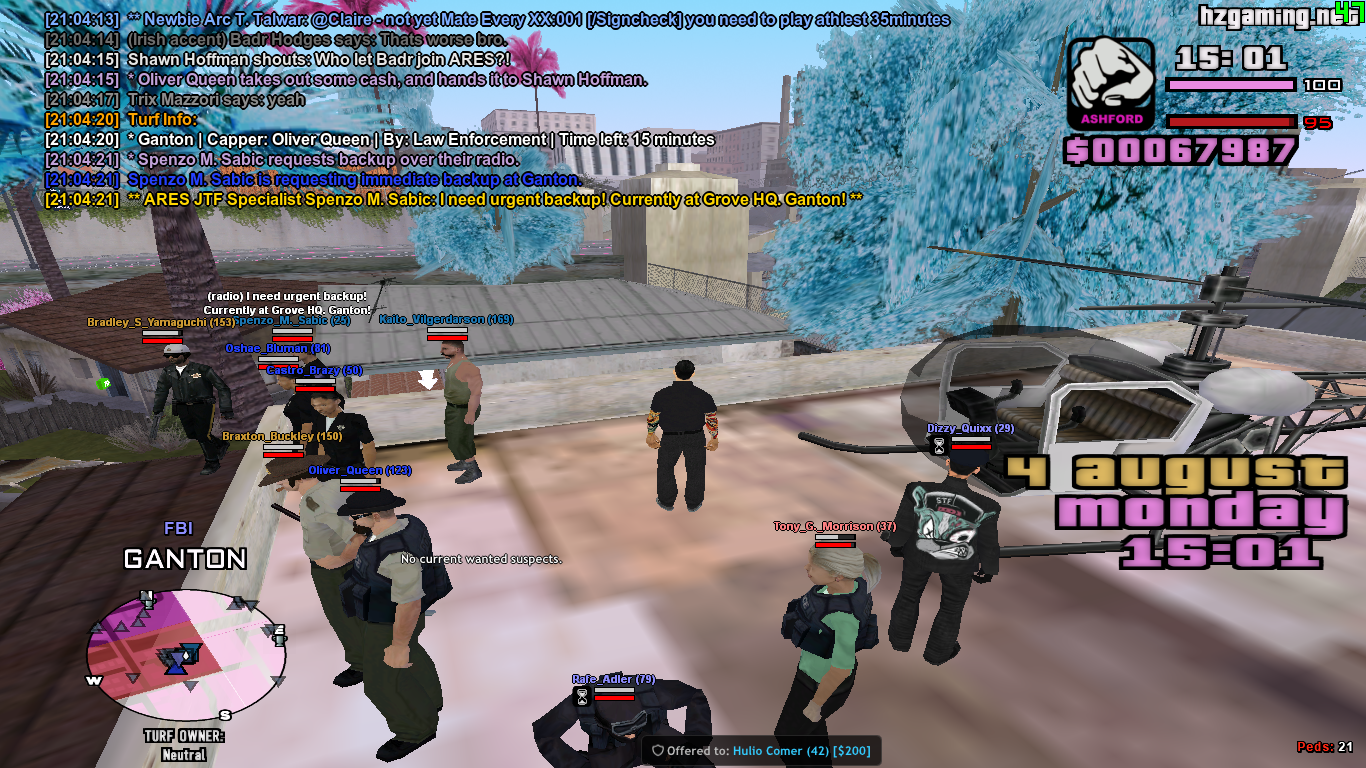 [21:04:13] ** Newbie Arc T. Talwar: @Claire - not yet Mate Every XX:001 [/Signcheck] you need to play athlest 35minutes
[21:04:14] (Irish accent) Badr Hodges says: Thats worse bro.
[21:04:15] Shawn Hoffman shouts: Who let Badr join ARES?!
[21:04:15] * Oliver Queen takes out some cash, and hands it to Shawn Hoffman.
[21:04:17] Trix Mazzori says: yeah
[21:04:20] Turf Info:
[21:04:20] * Ganton | Capper: Oliver Queen | By: Law Enforcement | Time left: 15 minutes
[21:04:21] * Spenzo M. Sabic requests backup over their radio.
[21:04:21] Spenzo M. Sabic is requesting immediate backup at Ganton.
[21:04:21] ** ARES JTF Specialist Spenzo M. Sabic: I need urgent backup! Currently at Grove HQ. Ganton! **
hzgaming.net
47
15:01
100
95
ASHFORD
$00067987
(radio) I need urgent backup!
Currently at Grove HQ. Ganton!
Bradley_S_Yamaguchi (153)
Spenzo_M._Sabic (25)
Kaito_Vilgerdarson (169)
Oshae_Bluman (81)
Castro_Brazy (58)
Braxton_Buckley (150)
Oliver_Queen (123)
Dizzy_Quixx (29)
STF
4 august
monday
15:01
Tony_G._Morrison (37)
FBI
GANTON
No current wanted suspects.
N
E
W
S
Rafe_Adler (79)
TURF OWNER:
Neutral
Offered to: Hulio Comer (42) [$200]
Peds: 21